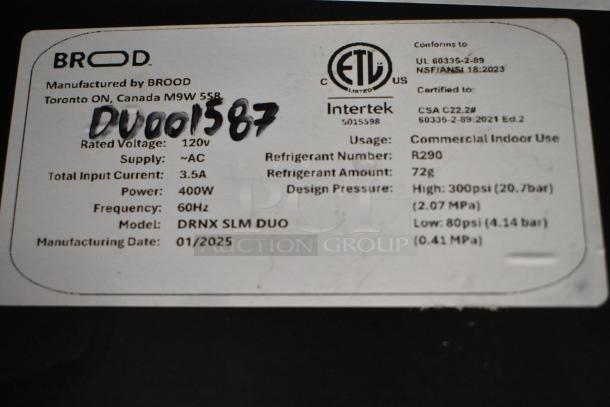 BROOD
Manufactured by BROOD
Toronto ON, Canada M9W 5S8
DU001587
Rated Voltage: 120v
Supply: ~AC
Total Input Current: 3.5A
Power: 400W
Frequency: 60Hz
Model: DRNX SLM DUO
Manufacturing Date: 01/2025
C ETL US
LISTED
Intertek
5015598
Conforms to
UL 60335-2-89
NSF/ANSI 18:2023
Certified to:
CSA C22.2#
60335-2-89:2021 Ed.2
Usage: Commercial Indoor Use
Refrigerant Number: R290
Refrigerant Amount: 72g
Design Pressure: High: 300psi (20.7bar)
(2.07 MPa)
Low: 80psi (4.14 bar)
(0.41 MPa)
PCI
AUCTION GROUP